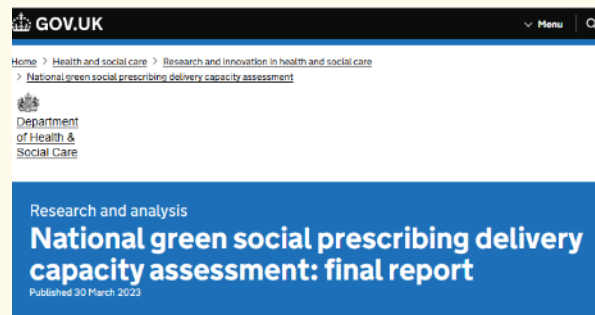 GOV.UK
Menu
Home > Health and social care > Research and innovation in health and social care
> National green social prescribing delivery capacity assessment
Department
of Health &
Social Care
Research and analysis
National green social prescribing delivery
capacity assessment: final report
Published 30 March 2023